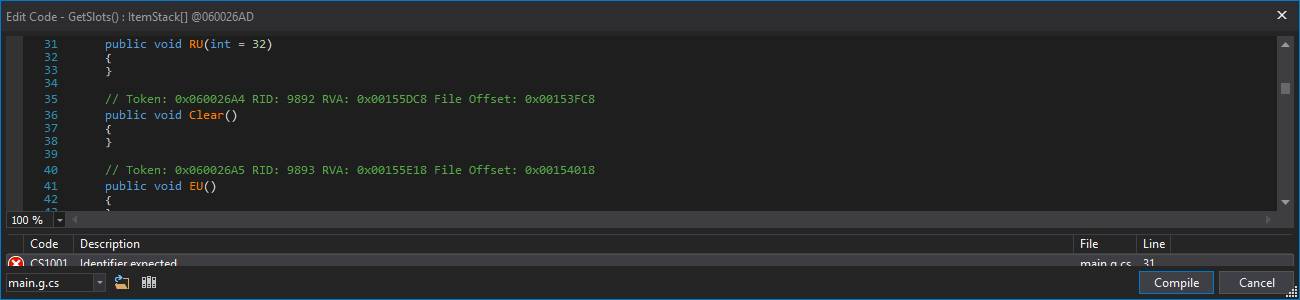 Edit Code - GetSlots() : ItemStack[] @060026AD
31 public void RU(int = 32)
32 {
33 }
34
35 // Token: 0x060026A4 RID: 9892 RVA: 0x00155DC8 File Offset: 0x00153FC8
36 public void Clear()
37 {
38 }
39
40 // Token: 0x060026A5 RID: 9893 RVA: 0x00155E18 File Offset: 0x00154018
41 public void EU()
42 {
43 }
100 %
Code Description File Line
CS1001 Identifier expected main.g.cs 31
main.g.cs Compile Cancel